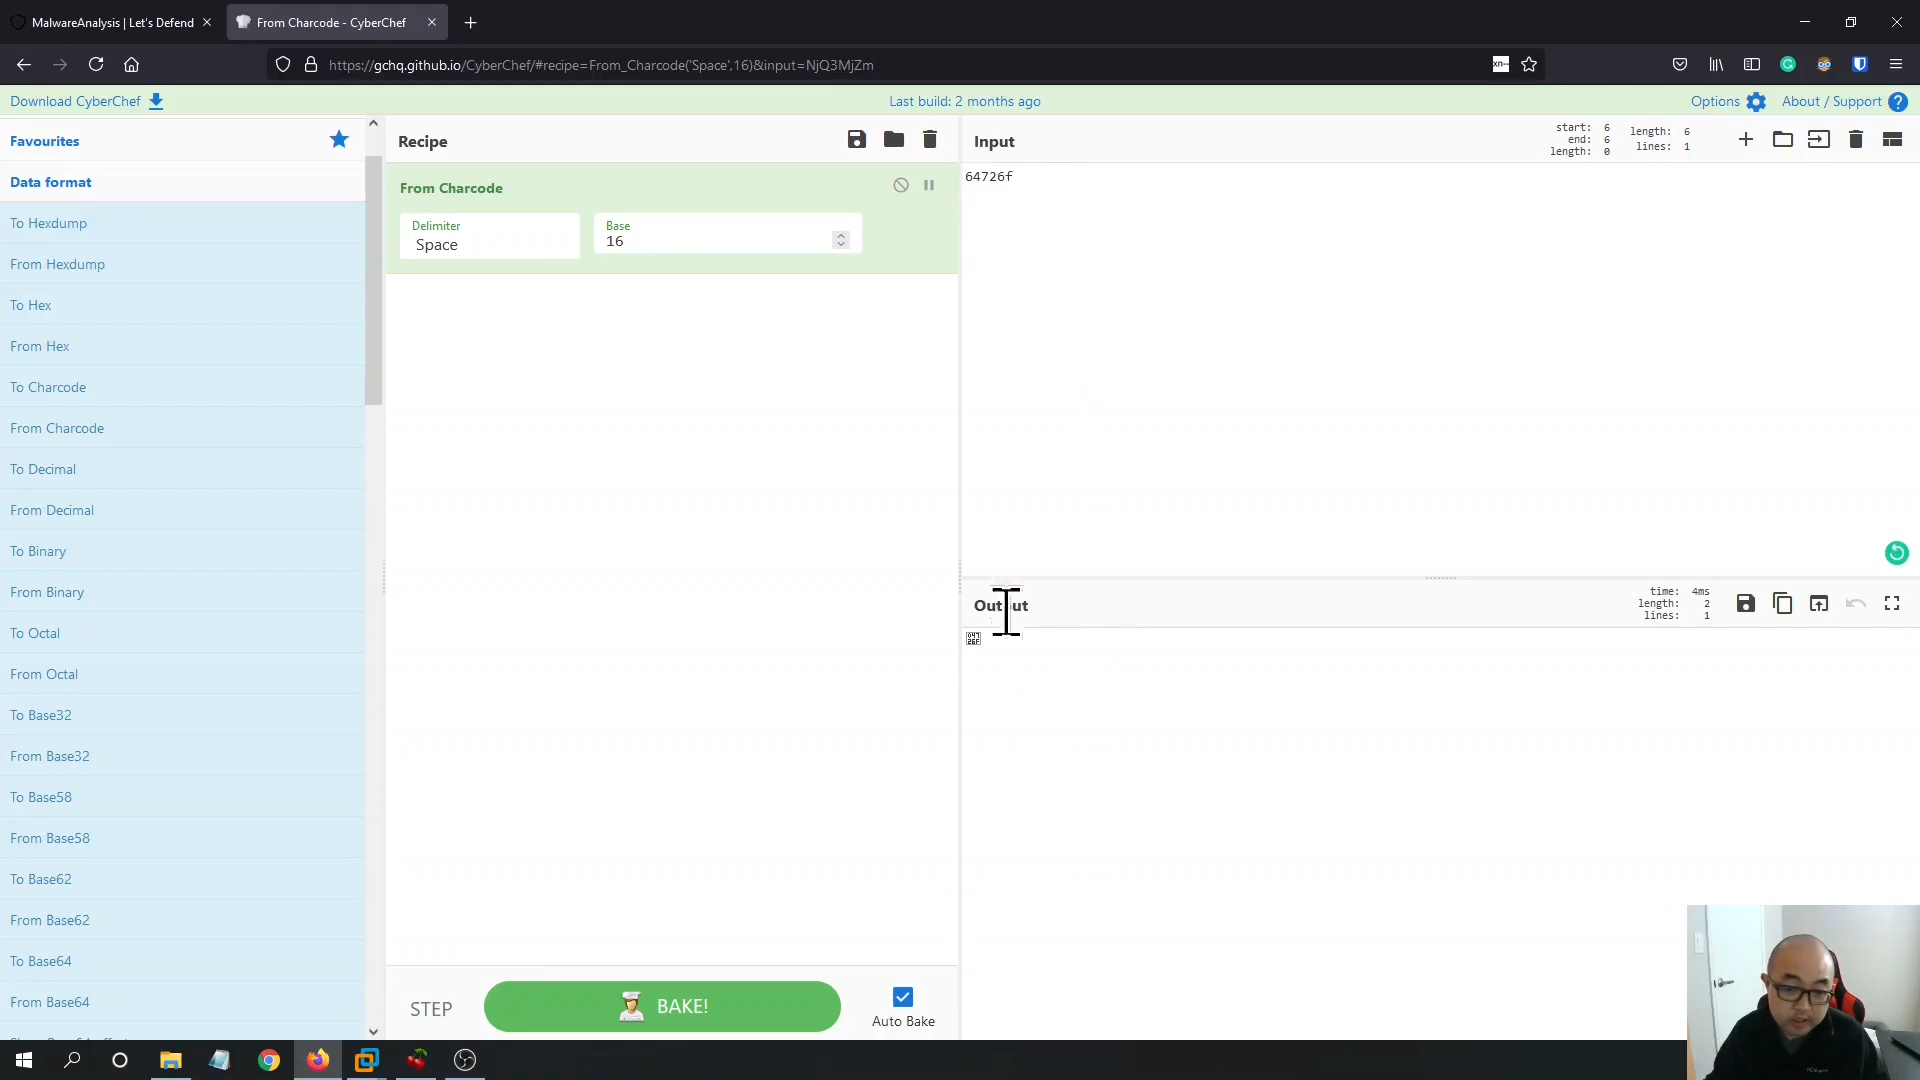 MalwareAnalysis | Let's Defend
From Charcode - CyberChef
https://gchq.github.io/CyberChef/#recipe=From_Charcode('Space',16)&input=NjQ3MjZm
Download CyberChef
Last build: 2 months ago
Options
About / Support
Favourites
Data format
To Hexdump
From Hexdump
To Hex
From Hex
To Charcode
From Charcode
To Decimal
From Decimal
To Binary
From Binary
To Octal
From Octal
To Base32
From Base32
To Base58
From Base58
To Base62
From Base62
To Base64
From Base64
Recipe
From Charcode
Delimiter
Space
Base
16
STEP
BAKE!
Auto Bake
Input
start: 6
end: 6
length: 0
length: 6
lines: 1
64726f
Output
time: 4ms
length: 2
lines: 1